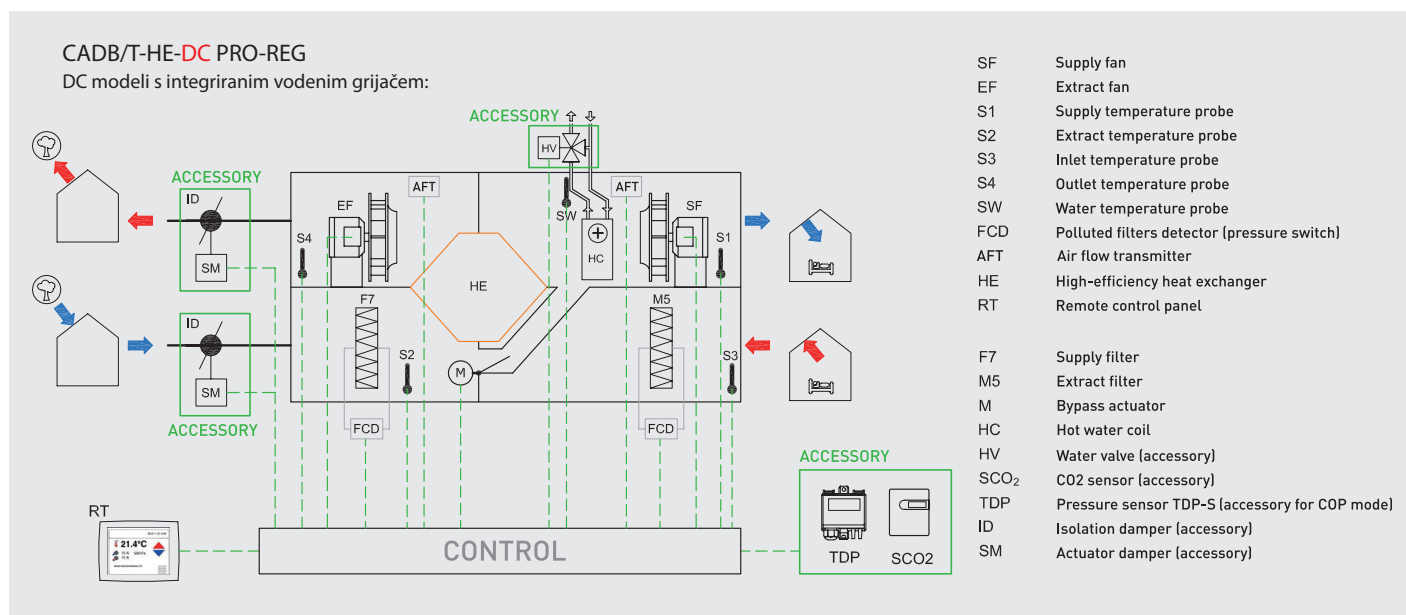 CADB/T-HE-DC PRO-REG
DC modeli s integriranim vodenim grijačem:
ACCESSORY
HV
ACCESSORY
ID
SM
EF
AFT
SW
HC
AFT
SF
S4
S1
HE
ID
SM
ACCESSORY
F7
S2
M
M5
S3
FCD
FCD
RT
21.4°C
CONTROL
ACCESSORY
TDP
SCO2
SF Supply fan
EF Extract fan
S1 Supply temperature probe
S2 Extract temperature probe
S3 Inlet temperature probe
S4 Outlet temperature probe
SW Water temperature probe
FCD Polluted filters detector (pressure switch)
AFT Air flow transmitter
HE High-efficiency heat exchanger
RT Remote control panel
F7 Supply filter
M5 Extract filter
M Bypass actuator
HC Hot water coil
HV Water valve (accessory)
SCO₂ CO2 sensor (accessory)
TDP Pressure sensor TDP-S (accessory for COP mode)
ID Isolation damper (accessory)
SM Actuator damper (accessory)